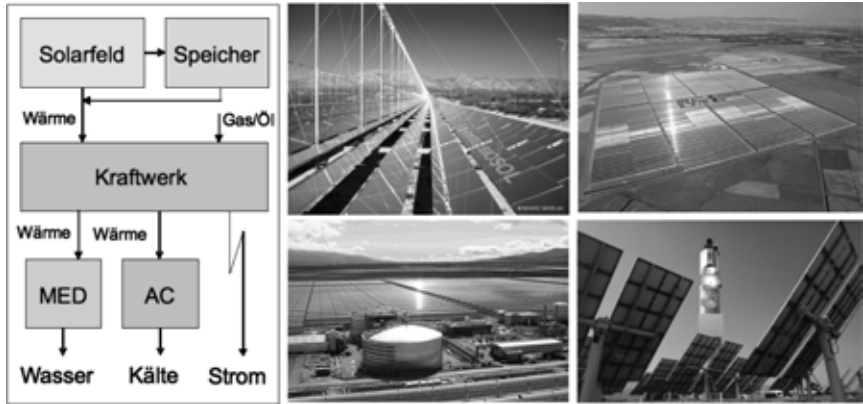 Solarfeld
Speicher
Wärme
Gas/Öl
Kraftwerk
Wärme
Wärme
MED
AC
Wasser
Kälte
Strom